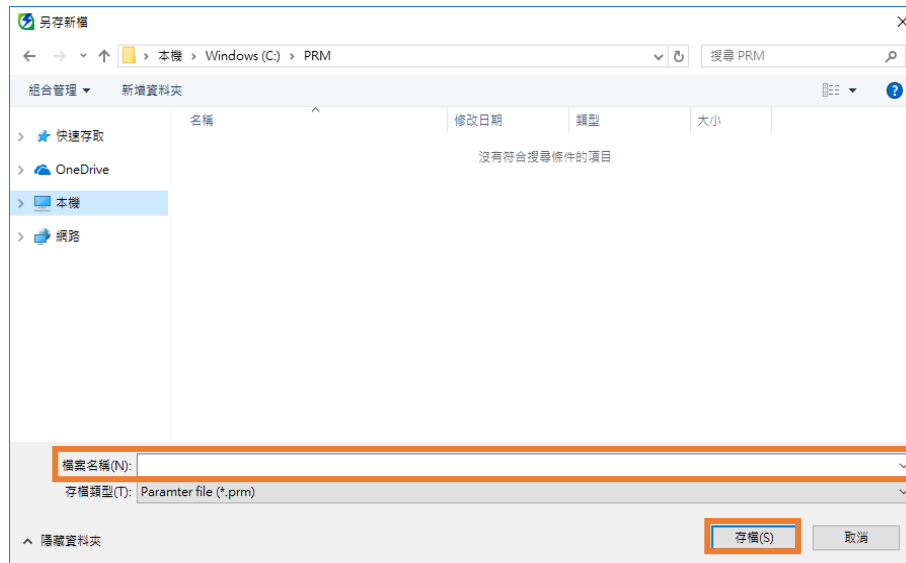 另存新檔
本機 › Windows (C:) › PRM
搜尋 PRM
組合管理 新增資料夾
名稱 修改日期 類型 大小
沒有符合搜尋條件的項目
快速存取
OneDrive
本機
網路
檔案名稱(N):
存檔類型(T): Paramter file (*.prm)
隱藏資料夾 存檔(S) 取消